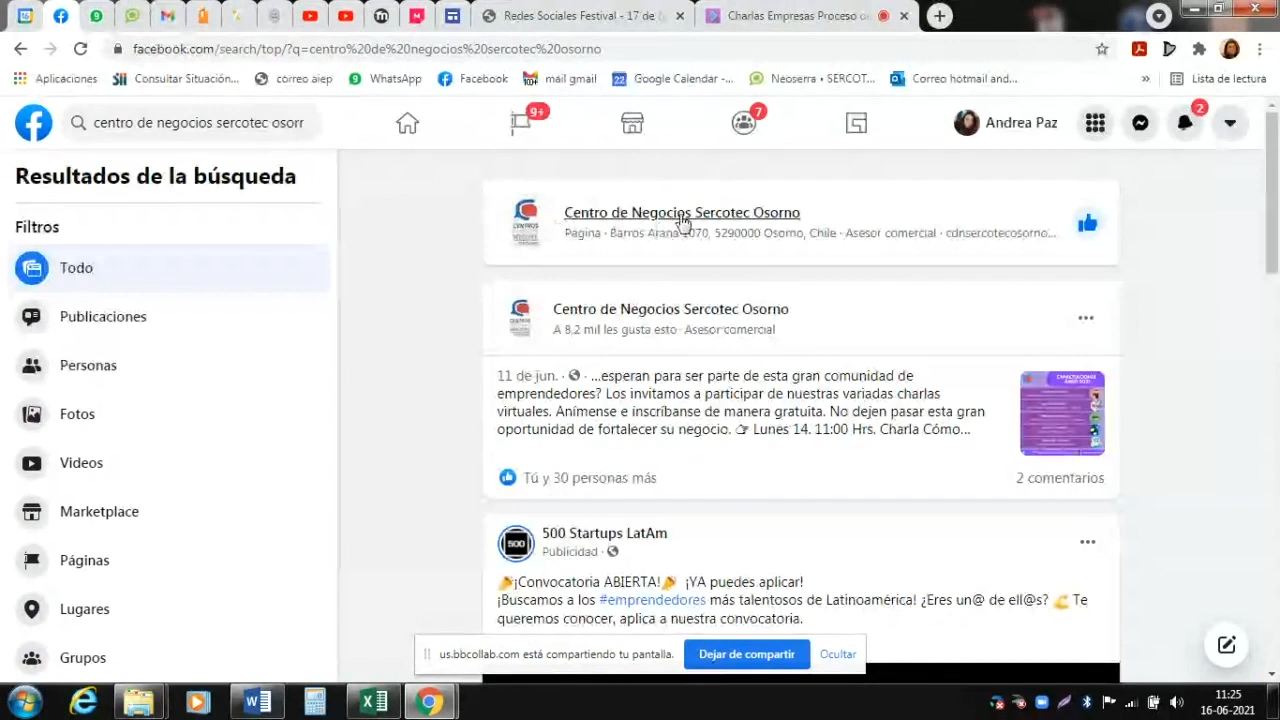 Redes Sociales Festival - 17 de
Charlas Empresas Proceso
facebook.com/search/top/?q=centro%20de%20negocios%20sercotec%20osorno
Aplicaciones
Consultar Situación...
correo aiep
WhatsApp
Facebook
10+
mail gmail
22
Google Calendar -...
Neoserra • SERCOT...
Correo hotmail and...
»
Lista de lectura
centro de negocios sercotec osorr
9+
7
Andrea Paz
2
Resultados de la búsqueda
Filtros
Todo
Publicaciones
Personas
Fotos
Videos
Marketplace
Páginas
Lugares
Grupos
Centro de Negocios Sercotec Osorno
Página · Barros Arana 1070, 5290000 Osorno, Chile · Asesor comercial · cdnsercotecosorno...
CENTROS
Centro de Negocios Sercotec Osorno
A 8,2 mil les gusta esto · Asesor comercial
11 de jun. · ...esperan para ser parte de esta gran comunidad de
emprendedores? Los invitamos a participar de nuestras variadas charlas
virtuales. Anímense e inscríbanse de manera gratuita. No dejen pasar esta gran
oportunidad de fortalecer su negocio. 👉 Lunes 14. 11:00 Hrs. Charla Cómo...
Tú y 30 personas más
2 comentarios
500
500 Startups LatAm
Publicidad ·
🎉¡Convocatoria ABIERTA!🎉 ¡YA puedes aplicar!
¡Buscamos a los #emprendedores más talentosos de Latinoamérica! ¿Eres un@ de ell@s? 💪 Te
queremos conocer, aplica a nuestra convocatoria.
us.bbcollab.com está compartiendo tu pantalla.
Dejar de compartir
Ocultar
11:25
16-06-2021